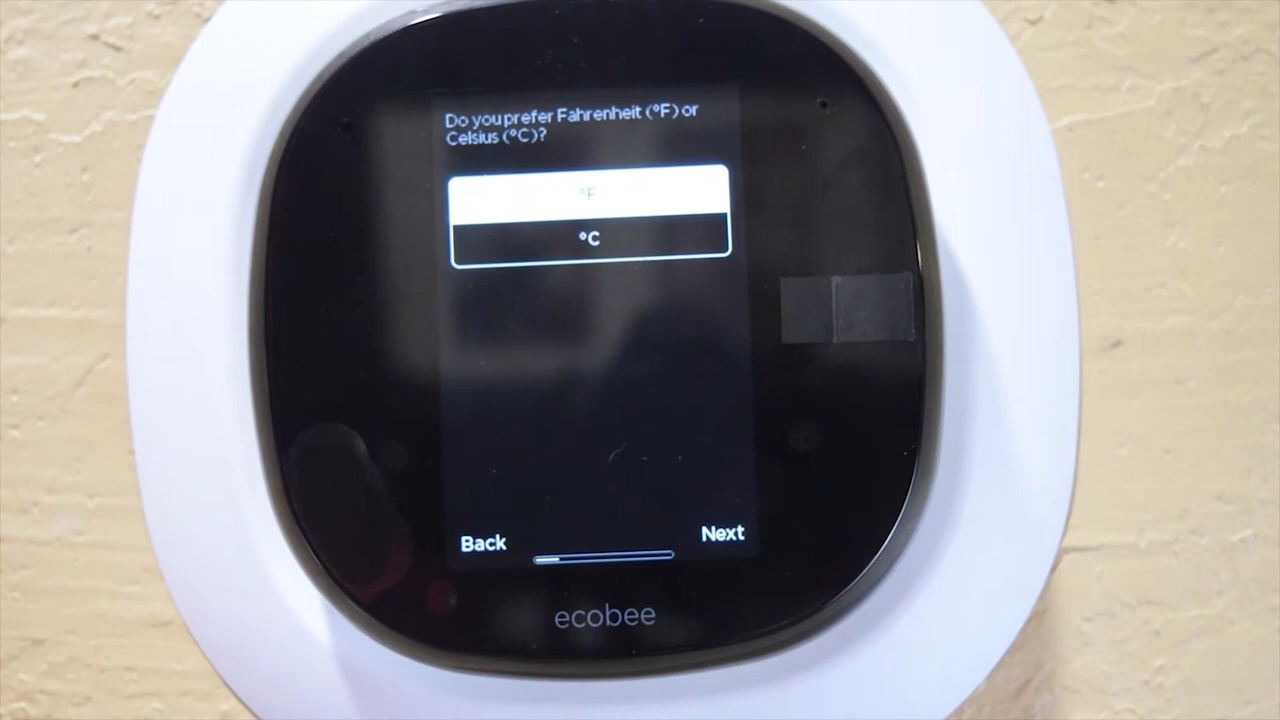 Do you prefer Fahrenheit (°F) or
Celsius (°C)?
°F
°C
Back
Next
ecobee